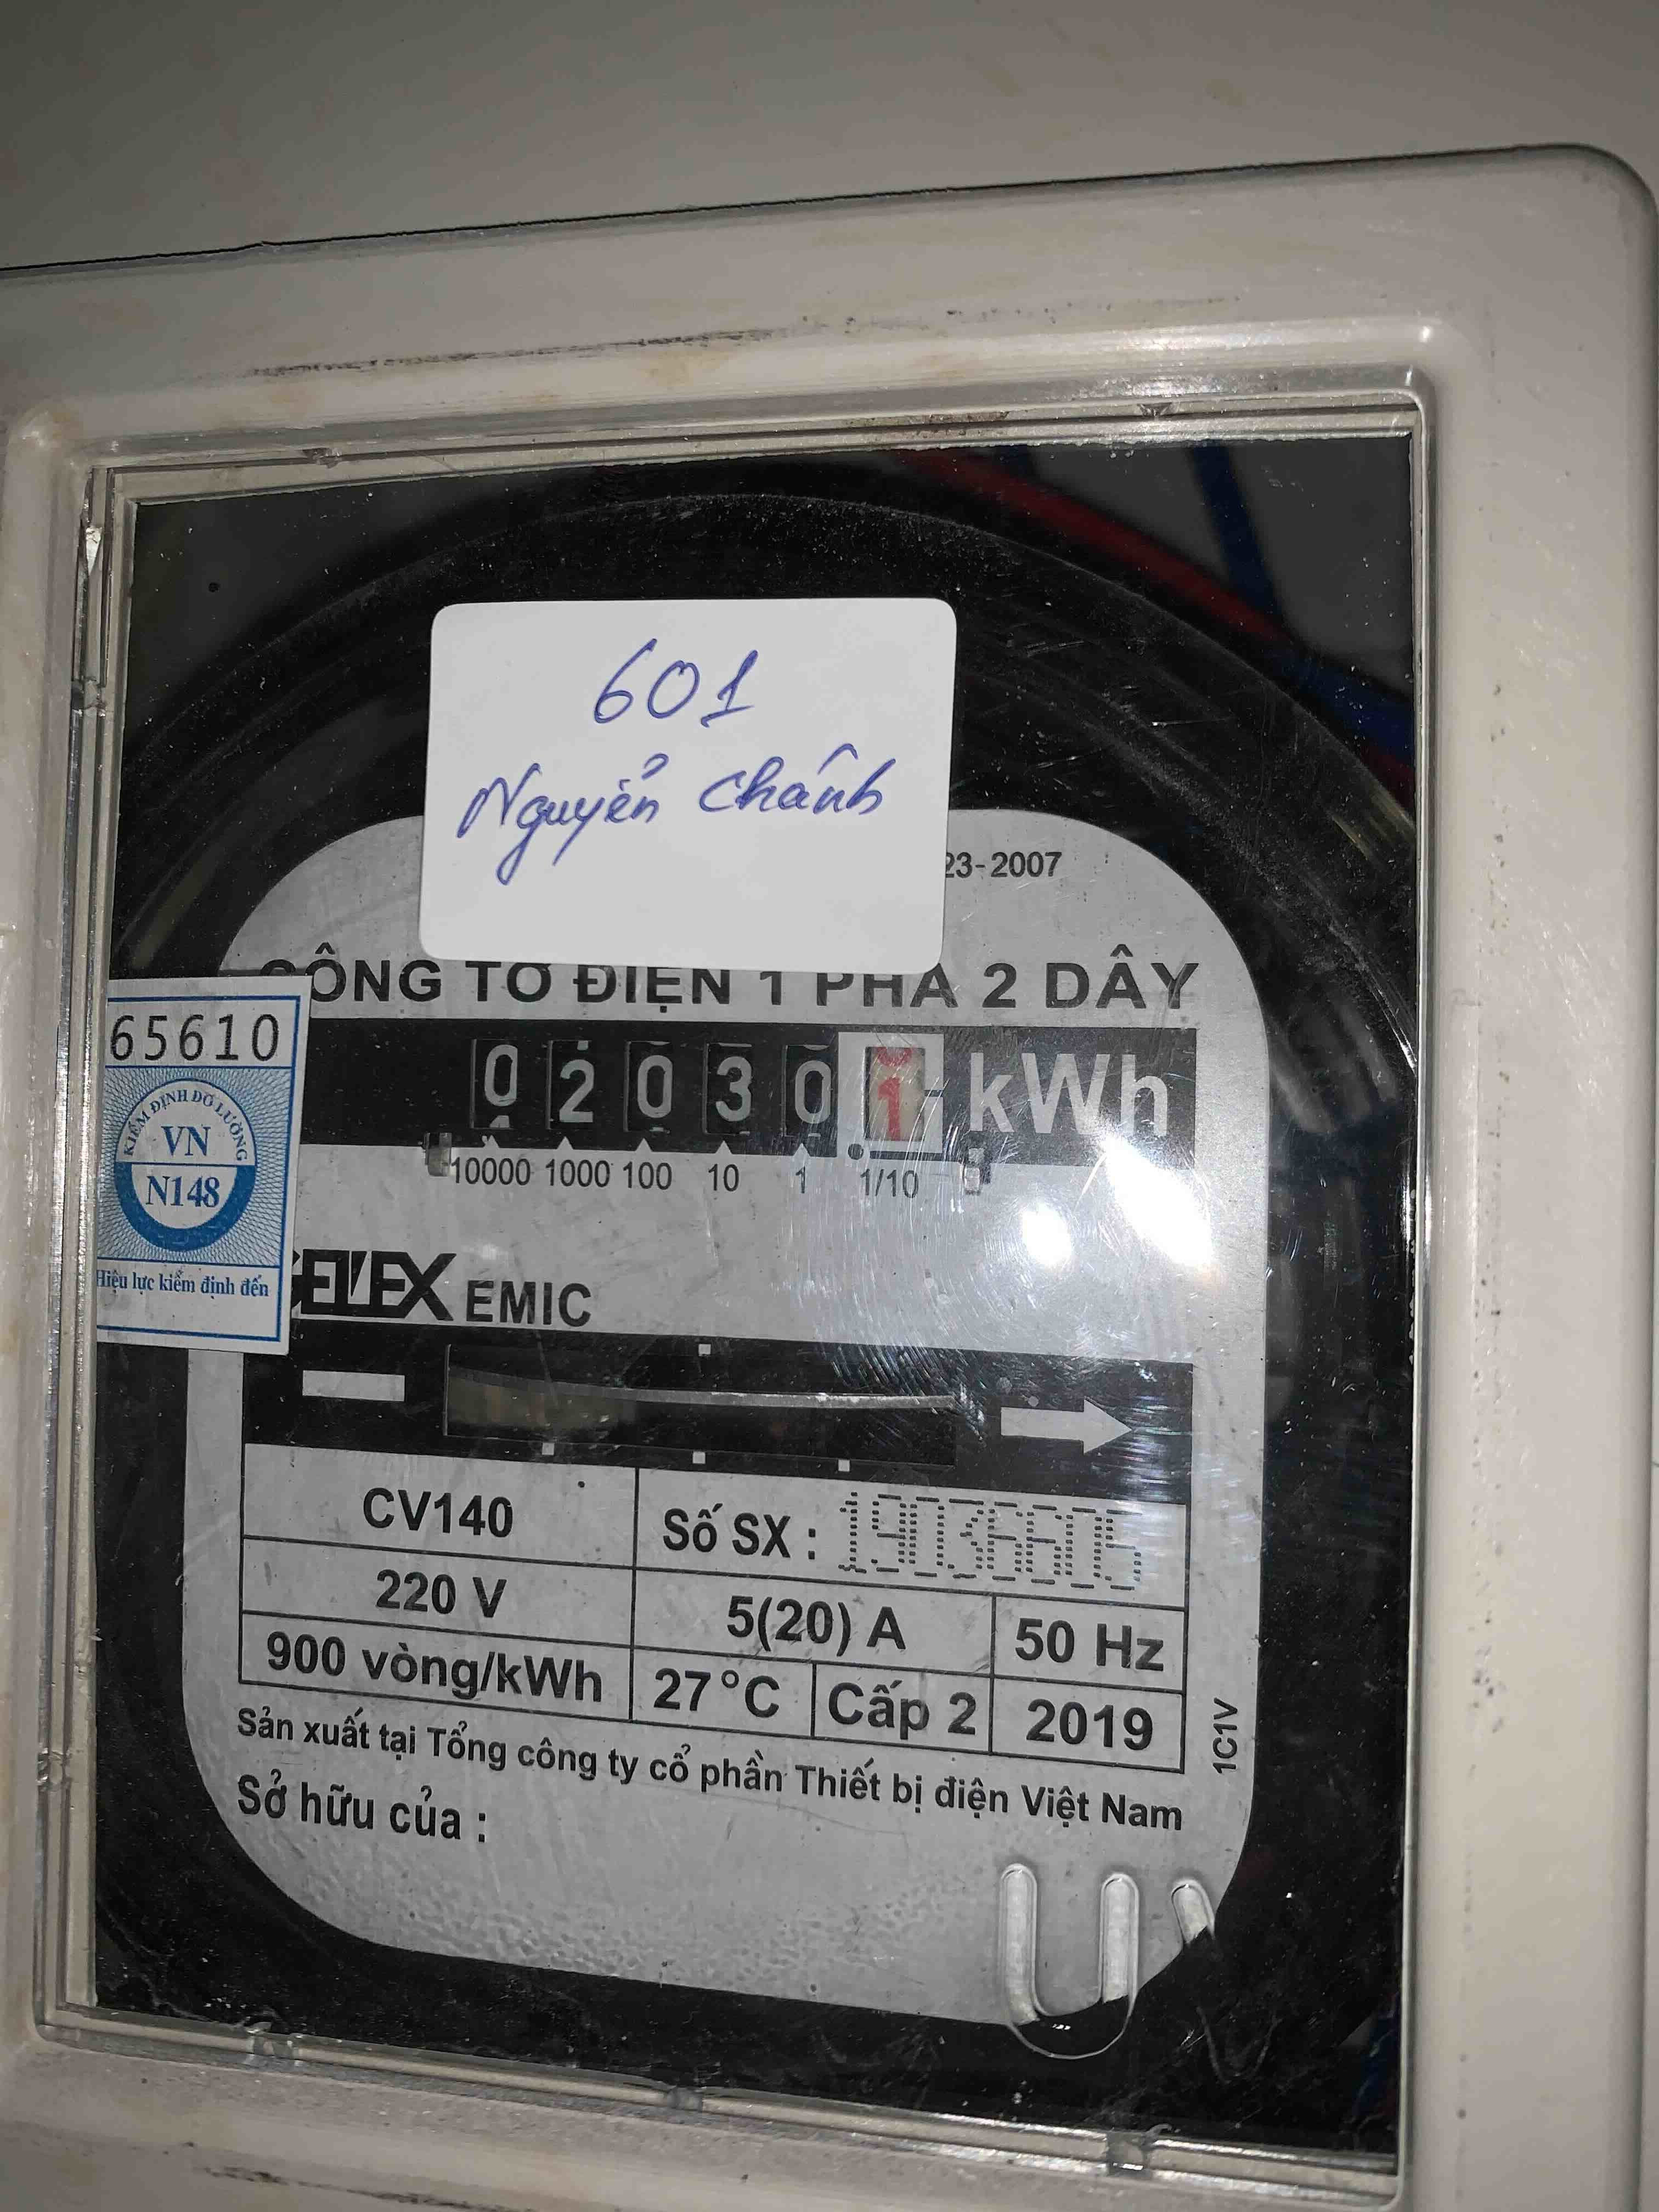 601
Nguyển Chánh
23-2007
CÔNG TƠ ĐIỆN 1 PHA 2 DÂY
65610
KIỂM ĐỊNH ĐO LƯỜNG
VN
N148
Hiệu lực kiểm định đến
0 2 0 3 0 1 kWh
10000 1000 100 10 1 1/10
GELEX EMIC
CV140
Số SX : 19036605
220 V
5(20) A
50 Hz
900 vòng/kWh
27°C
Cấp 2
2019
1C1V
Sản xuất tại Tổng công ty cổ phần Thiết bị điện Việt Nam
Sở hữu của :